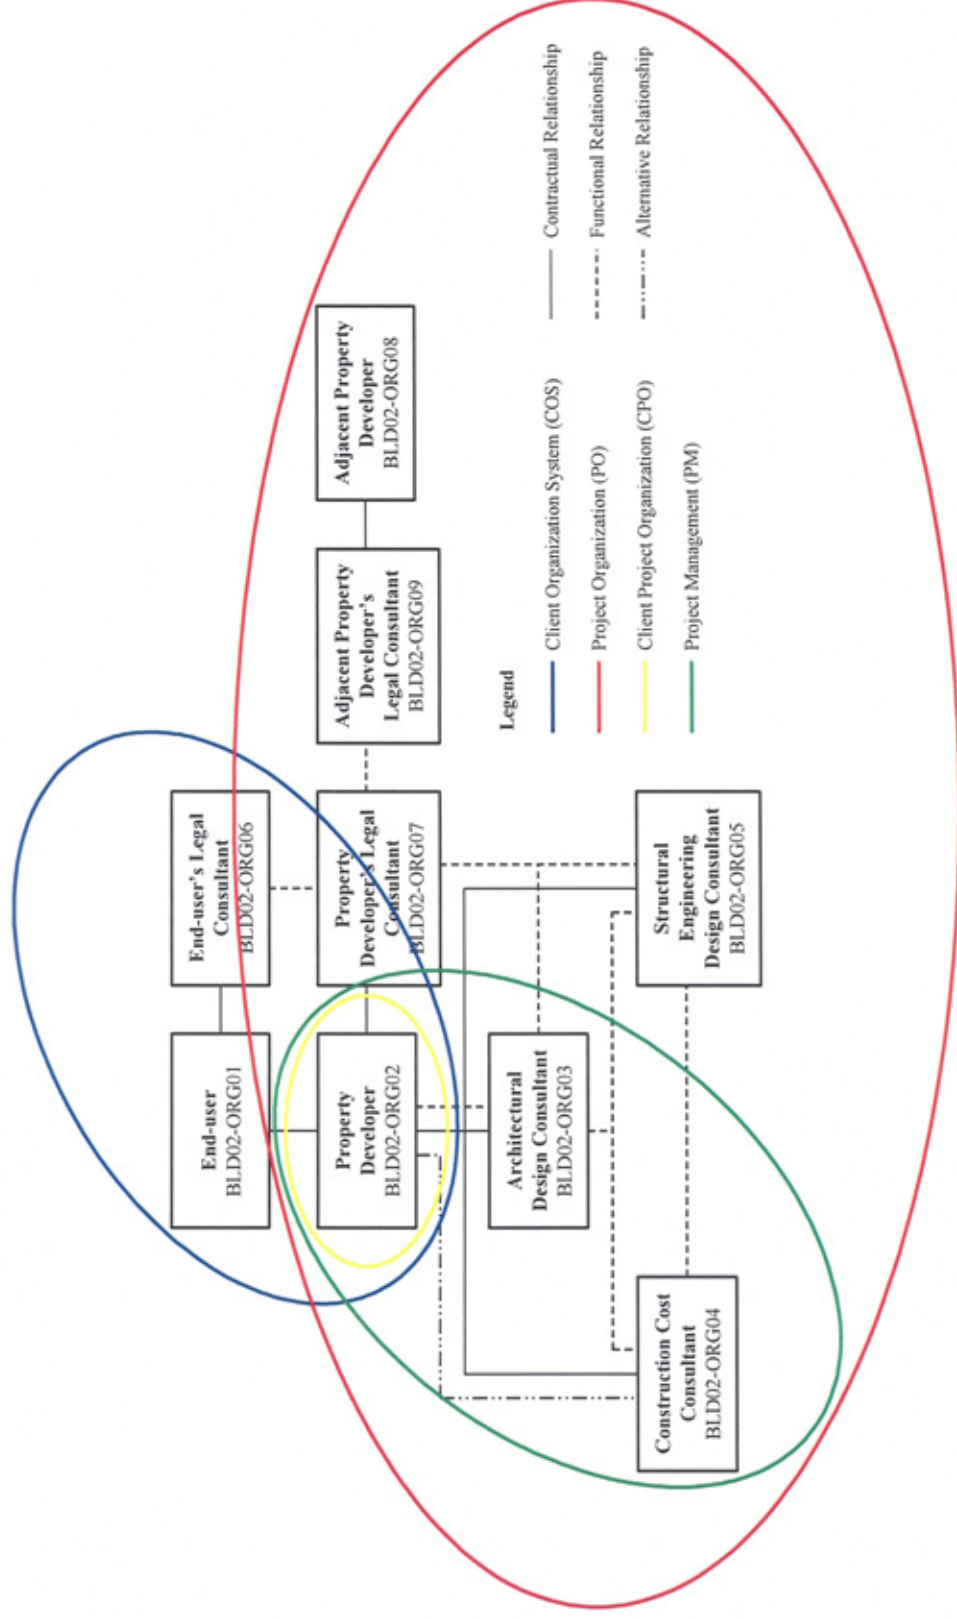 End-user
BLD02-ORG01
End-user's Legal
Consultant
BLD02-ORG06
Property
Developer
BLD02-ORG02
Property
Developer's Legal
Consultant
BLD02-ORG07
Adjacent Property
Developer's
Legal Consultant
BLD02-ORG09
Adjacent Property
Developer
BLD02-ORG08
Architectural
Design Consultant
BLD02-ORG03
Construction Cost
Consultant
BLD02-ORG04
Structural
Engineering
Design Consultant
BLD02-ORG05
Legend
Client Organization System (COS)
Contractual Relationship
Project Organization (PO)
Functional Relationship
Client Project Organization (CPO)
Alternative Relationship
Project Management (PM)